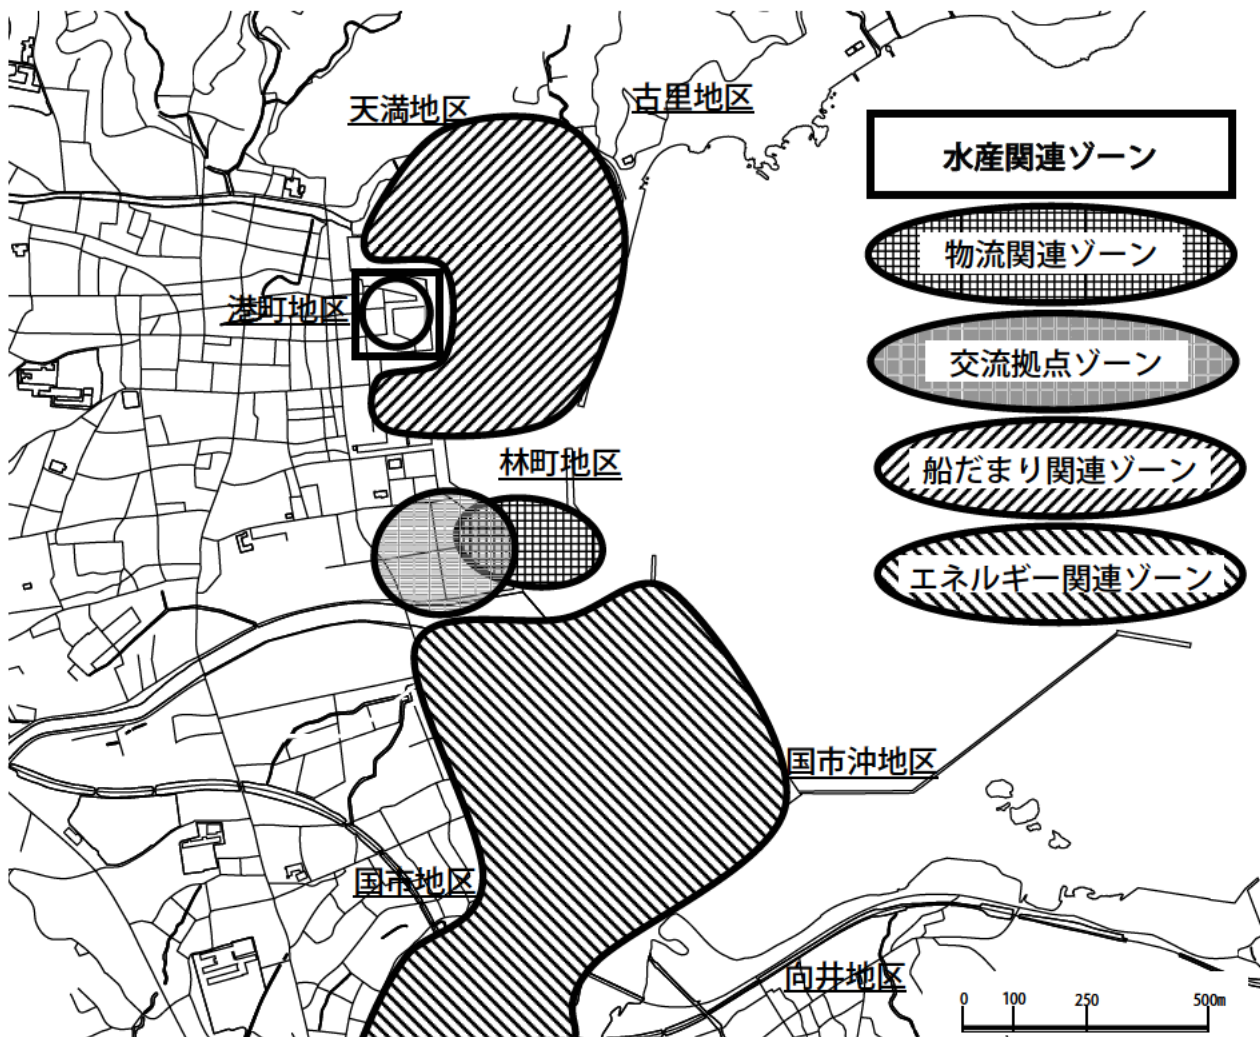 天満地区
古里地区
水産関連ゾーン
物流関連ゾーン
港町地区
交流拠点ゾーン
林町地区
船だまり関連ゾーン
エネルギー関連ゾーン
国市沖地区
国市地区
向井地区
0 100 250 500m